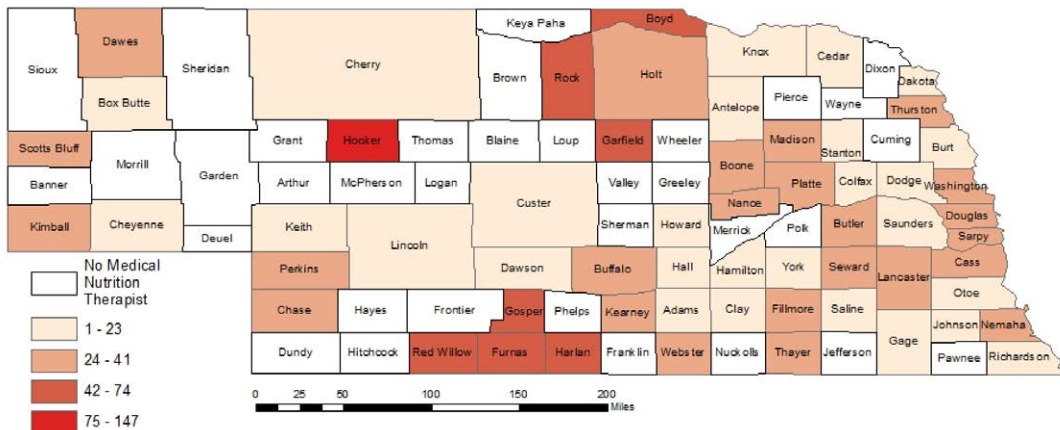 Keya Paha
Boyd
Dawes
Knox
Cedar
Sioux
Sheridan
Cherry
Brown
Rock
Holt
Dixon
Dakota
Box Butte
Antelope
Pierce
Wayne
Thurston
Scotts Bluff
Morrill
Garden
Grant
Hooker
Thomas
Blaine
Loup
Garfield
Wheeler
Madison
Stanton
Cuming
Burt
Banner
Arthur
McPherson
Logan
Custer
Valley
Greeley
Boone
Platte
Colfax
Dodge
Washington
Nance
Kimball
Cheyenne
Deuel
Keith
Lincoln
Sherman
Howard
Merrick
Polk
Butler
Saunders
Douglas
Sarpy
Perkins
Dawson
Buffalo
Hall
Hamilton
York
Seward
Lancaster
Cass
Otoe
Chase
Hayes
Frontier
Gosper
Phelps
Kearney
Adams
Clay
Fillmore
Saline
Gage
Johnson
Nemaha
Dundy
Hitchcock
Red Willow
Furnas
Harlan
Franklin
Webster
Nuckolls
Thayer
Jefferson
Pawnee
Richardson
No Medical
Nutrition
Therapist
1 - 23
24 - 41
42 - 74
75 - 147
0 25 50 100 150 200
Miles